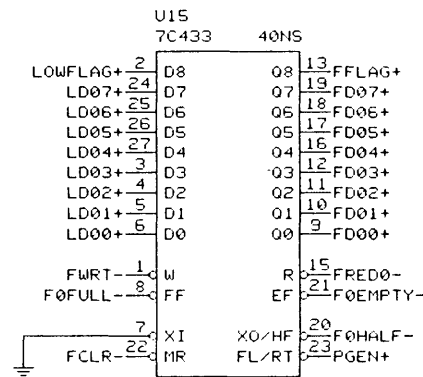 U15
7C433 40NS
LOWFLAG+ 2 D8 Q8 13 FFLAG+
LD07+ 24 D7 Q7 19 FD07+
LD06+ 25 D6 Q6 18 FD06+
LD05+ 26 D5 Q5 17 FD05+
LD04+ 27 D4 Q4 16 FD04+
LD03+ 3 D3 Q3 12 FD03+
LD02+ 4 D2 Q2 11 FD02+
LD01+ 5 D1 Q1 10 FD01+
LD00+ 6 D0 Q0 9 FD00+
FWRT- 1 W R 15 FRED0-
F0FULL- 8 FF EF 21 F0EMPTY-
7 XI XO/HF 20 F0HALF-
FCLR- 22 MR FL/RT 23 PGEN+